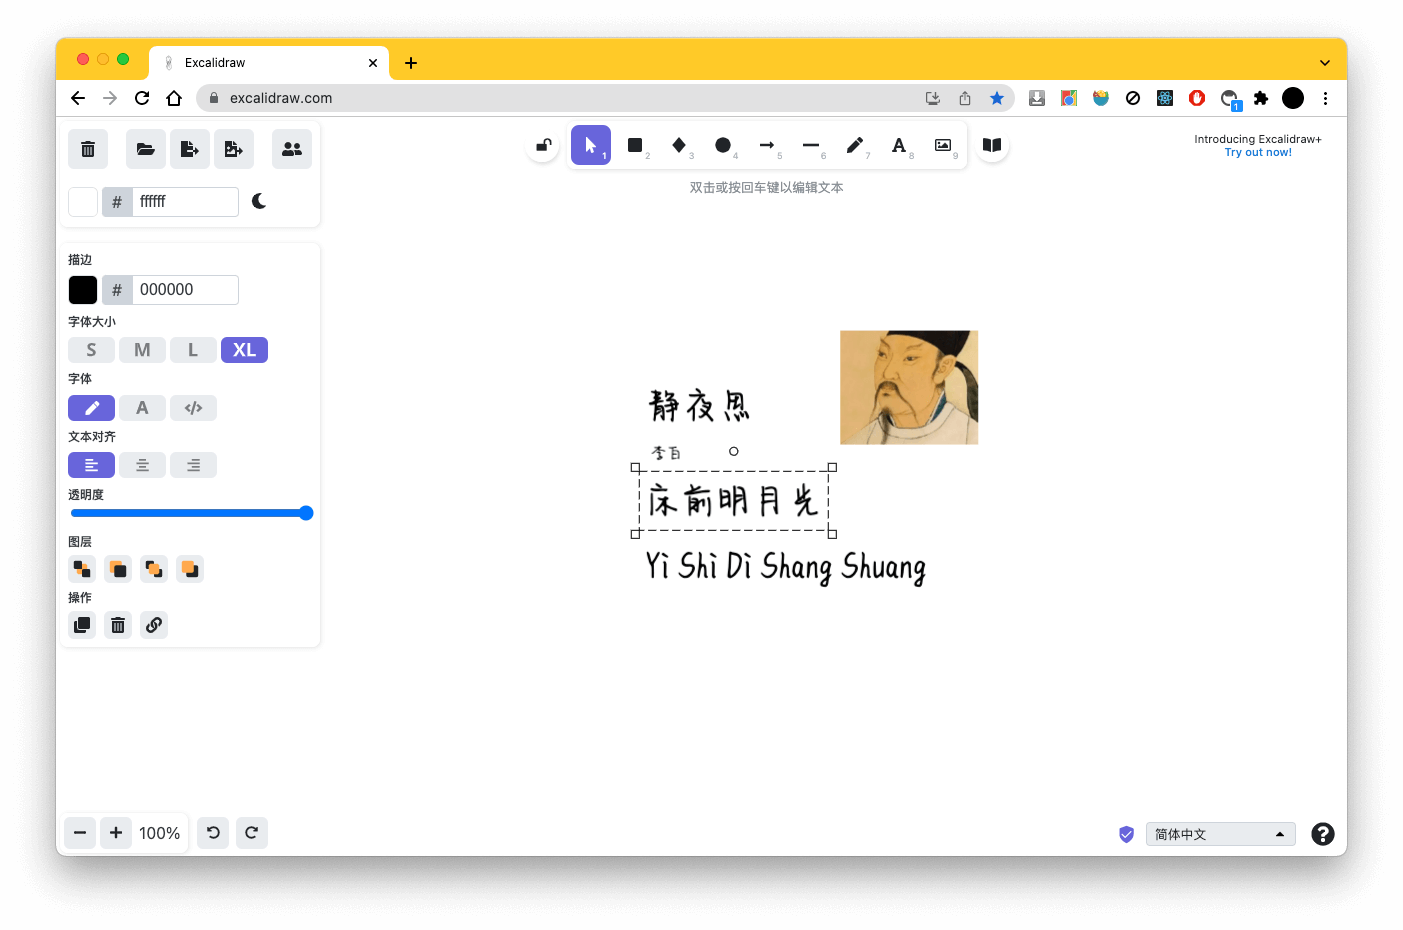 Excalidraw
excalidraw.com
1
Introducing Excalidraw+
Try out now!
1 2 3 4 5 6 7 A 8 9
双击或按回车键以编辑文本
# ffffff
描边
# 000000
字体大小
S M L XL
字体
A </>
文本对齐
透明度
图层
操作
静夜思
李白
床前明月光
Yi Shi Di Shang Shuang
100%
简体中文
?